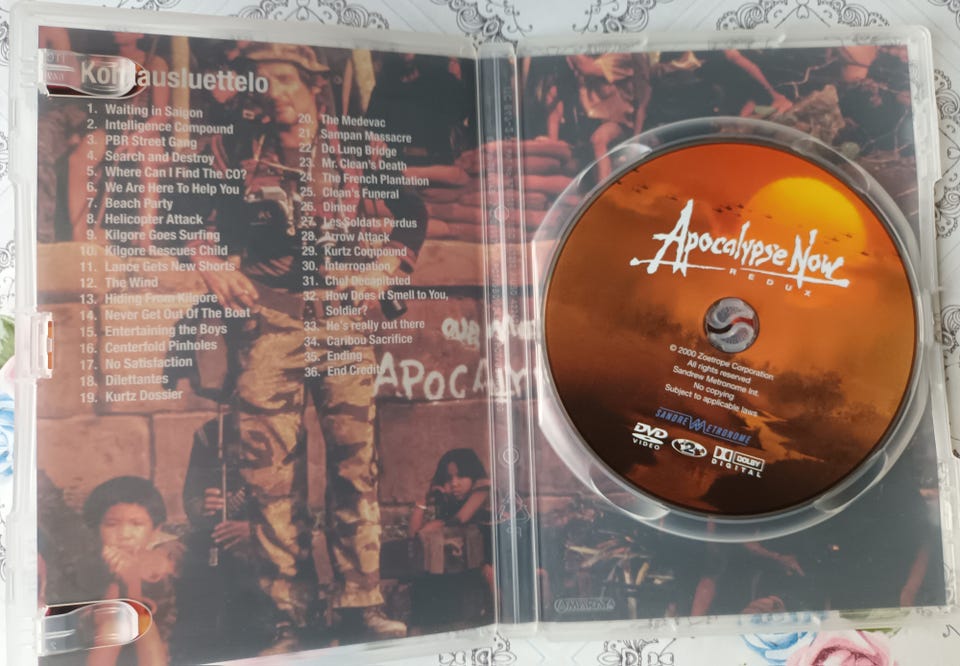 1. Waiting in Saigon
2. Intelligence Compound
3. PBR Street Gang
4. Search and Destroy
5. Where Can I Find The CO?
6. We Are Here To Help You
7. Beach Party
8. Helicopter Attack
9. Kilgore Goes Surfing
10. Kilgore Rescues Child
11. Lance Gets New Shorts
12. The Wind
13. Hiding From Kilgore
14. Never Get Out Of The Boat
15. Entertaining the Boys
16. Centerfold Pinholes
17. No Satisfaction
18. Dilettantes
19. Kurtz Dossier
20. The Medevac
21. Sampan Massacre
22. Do Lung Bridge
23. Mr. Clean's Death
24. The French Plantation
25. Clean's Funeral
26. Dinner
27. Les Soldats Perdus
28. Arrow Attack
29. Kurtz Compound
30. Interrogation
31. Chef Decapitated
32. How Does it Smell to You,
Soldier?
33. He's really out there
34. Caribou Sacrifice
35. Ending
36. End Credits
OUR MOTTO
APOCALYPSE
Apocalypse Now
REDUX
© 2000 Zoetrope Corporation
All rights reserved
Sandrew Metronome Int.
No copying
Subject to applicable laws
SANDREW METRONOME
DVD
VIDEO
2
DOLBY
DIGITAL
AMARAY